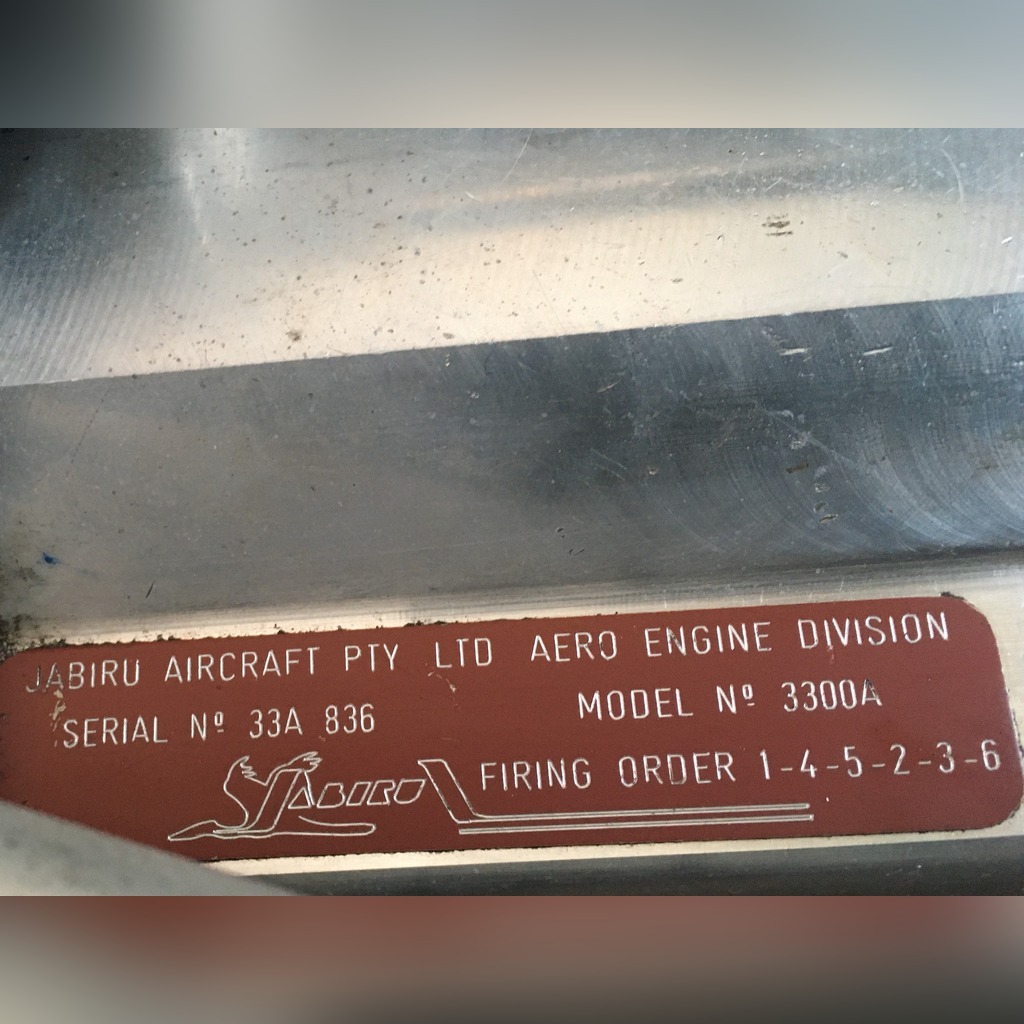 JABIRU AIRCRAFT PTY LTD AERO ENGINE DIVISION
SERIAL Nº 33A 836 MODEL Nº 3300A
JABIRU FIRING ORDER 1-4-5-2-3-6